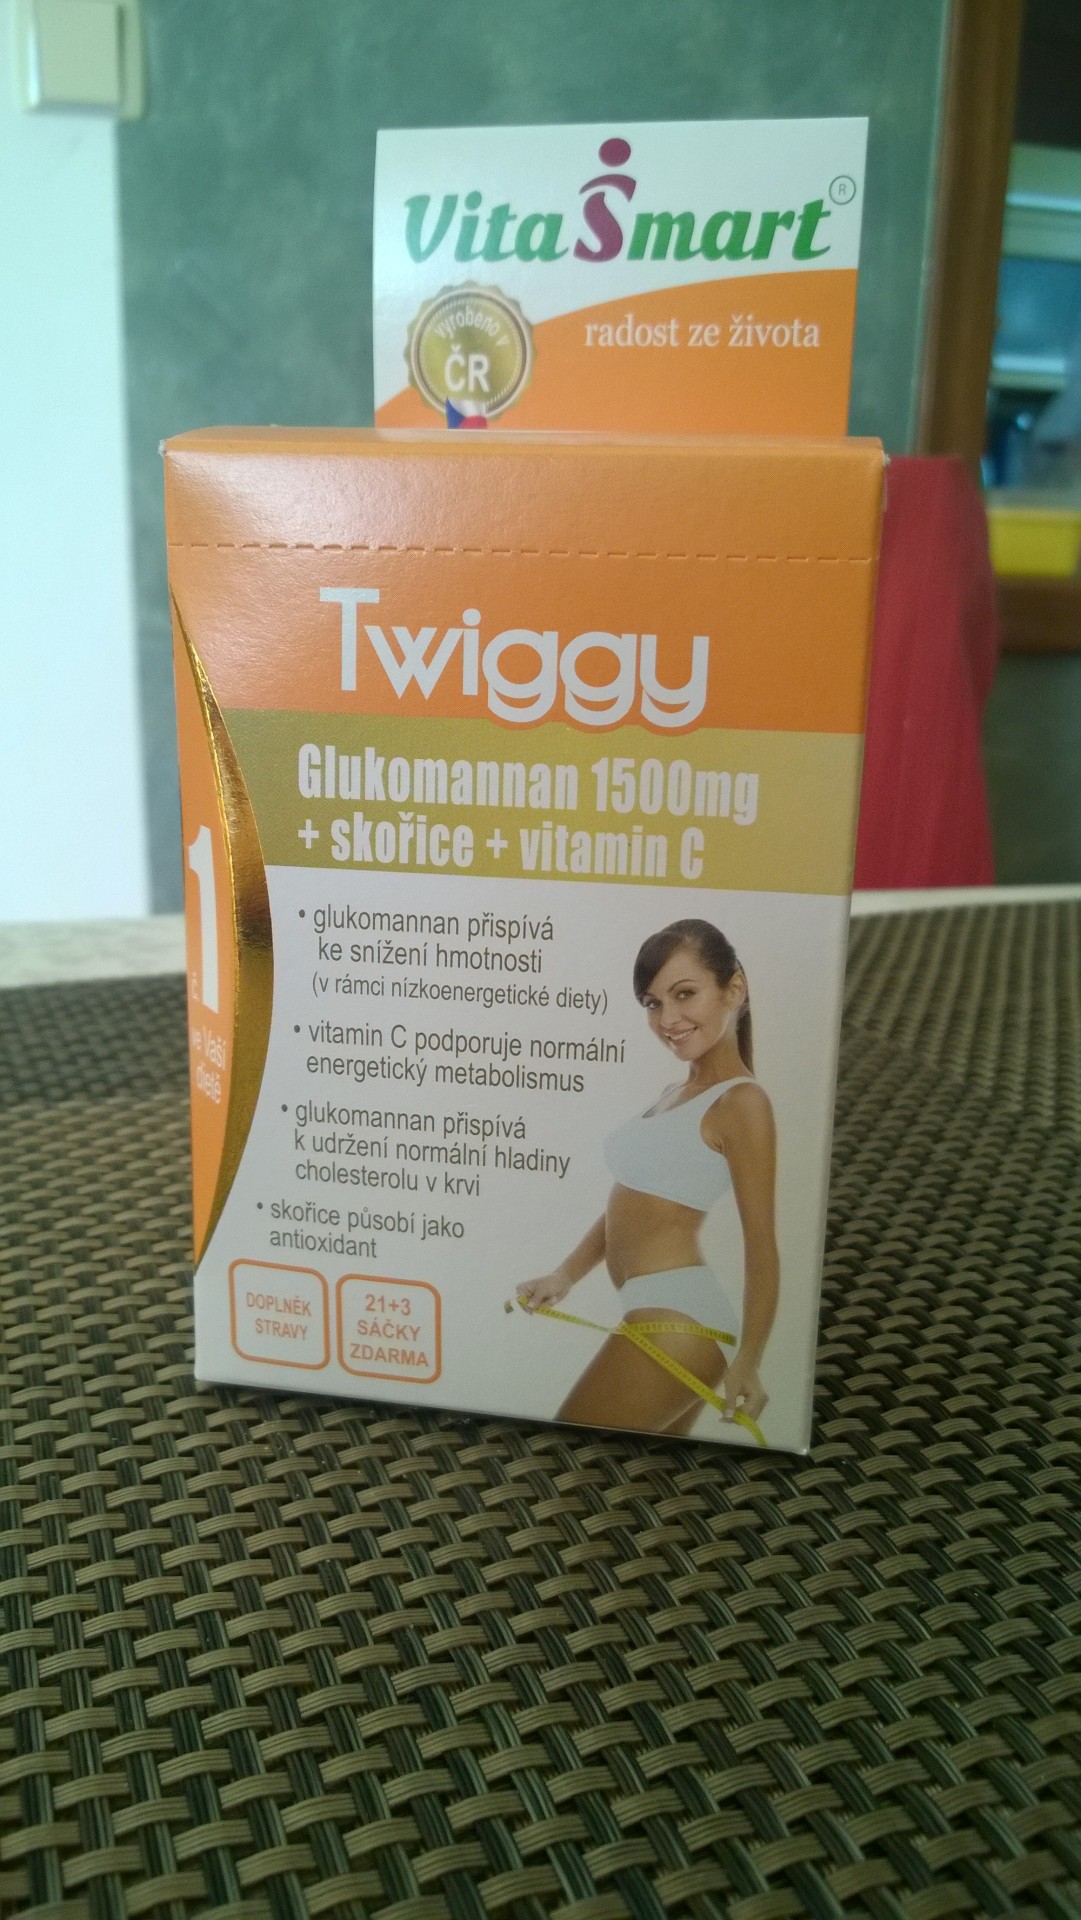 VitaSmart®
radost ze života
vyrobeno v
ČR
Twiggy
Glukomannan 1500mg
+ skořice + vitamin C
• glukomannan přispívá
ke snížení hmotnosti
(v rámci nízkoenergetické diety)
• vitamin C podporuje normální
energetický metabolismus
• glukomannan přispívá
k udržení normální hladiny
cholesterolu v krvi
• skořice působí jako
antioxidant
č.
1
ve Vaší
dietě
DOPLNĚK
STRAVY
21+3
SÁČKY
ZDARMA